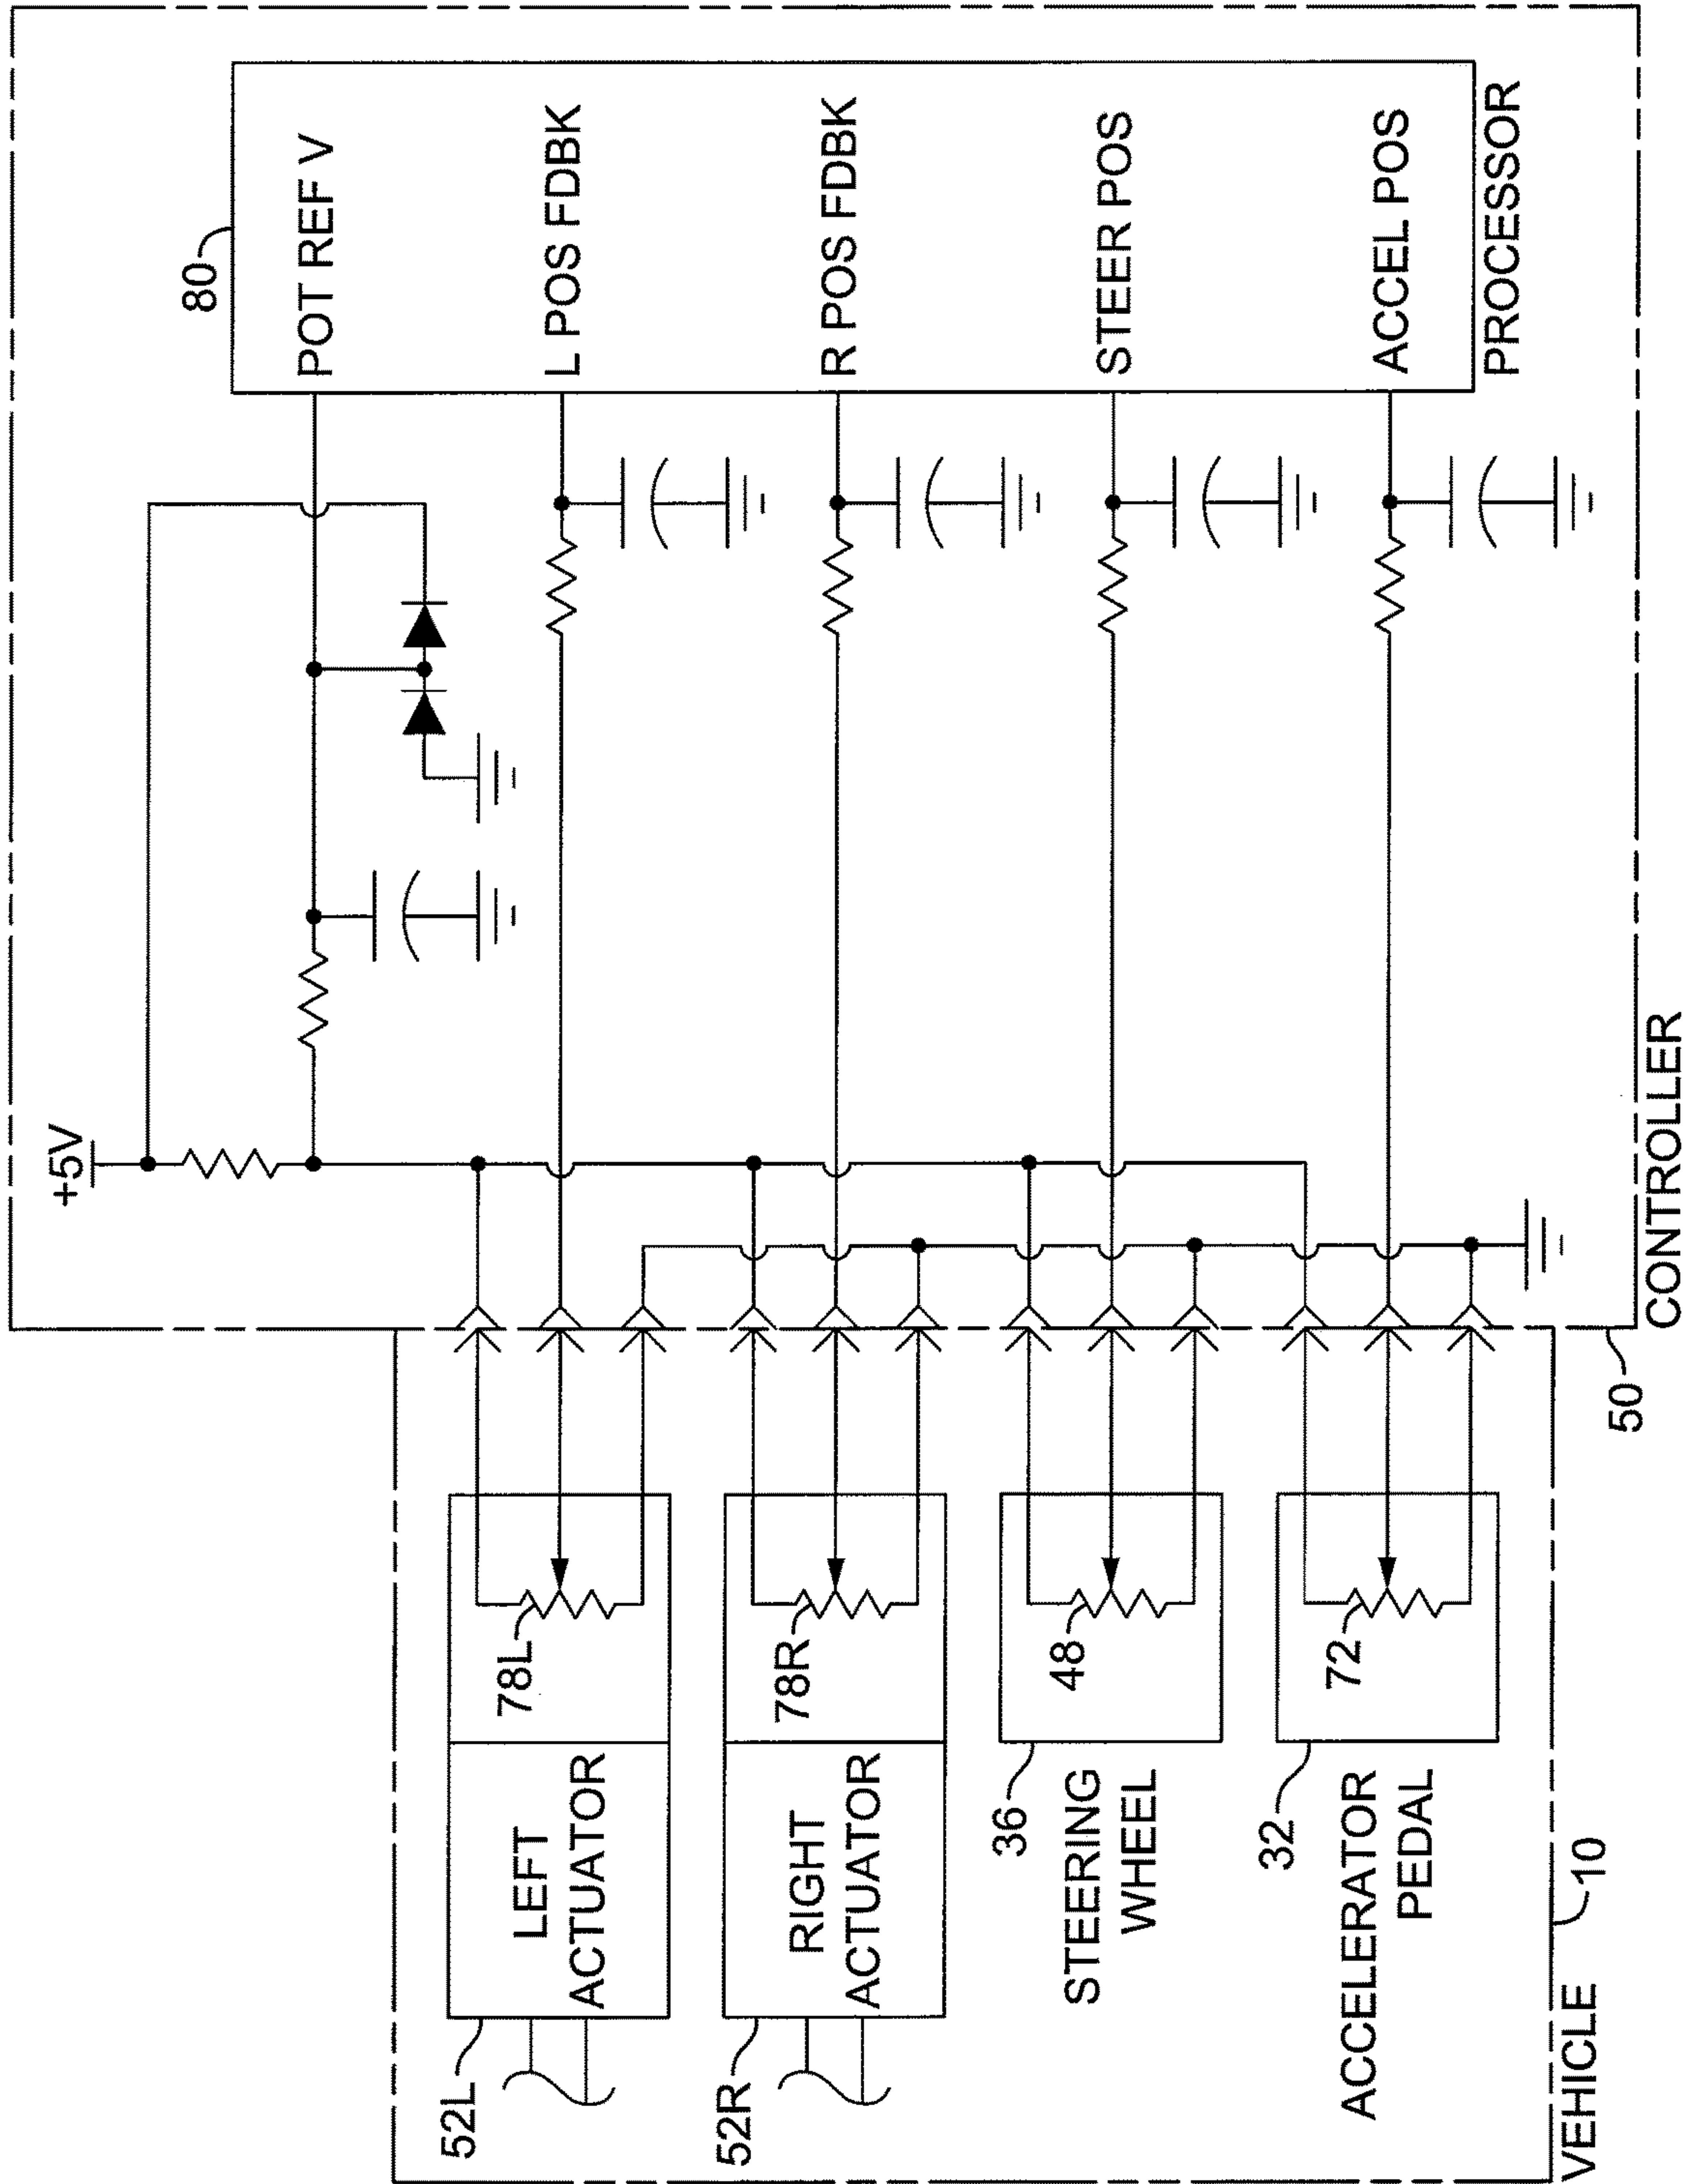 VEHICLE
10
52L
LEFT
ACTUATOR
78L
52R
RIGHT
ACTUATOR
78R
STEERING
WHEEL
36
48
ACCELERATOR
PEDAL
32
72
50
CONTROLLER
+5V
80
POT REF V
L POS FDBK
R POS FDBK
STEER POS
ACCEL POS
PROCESSOR